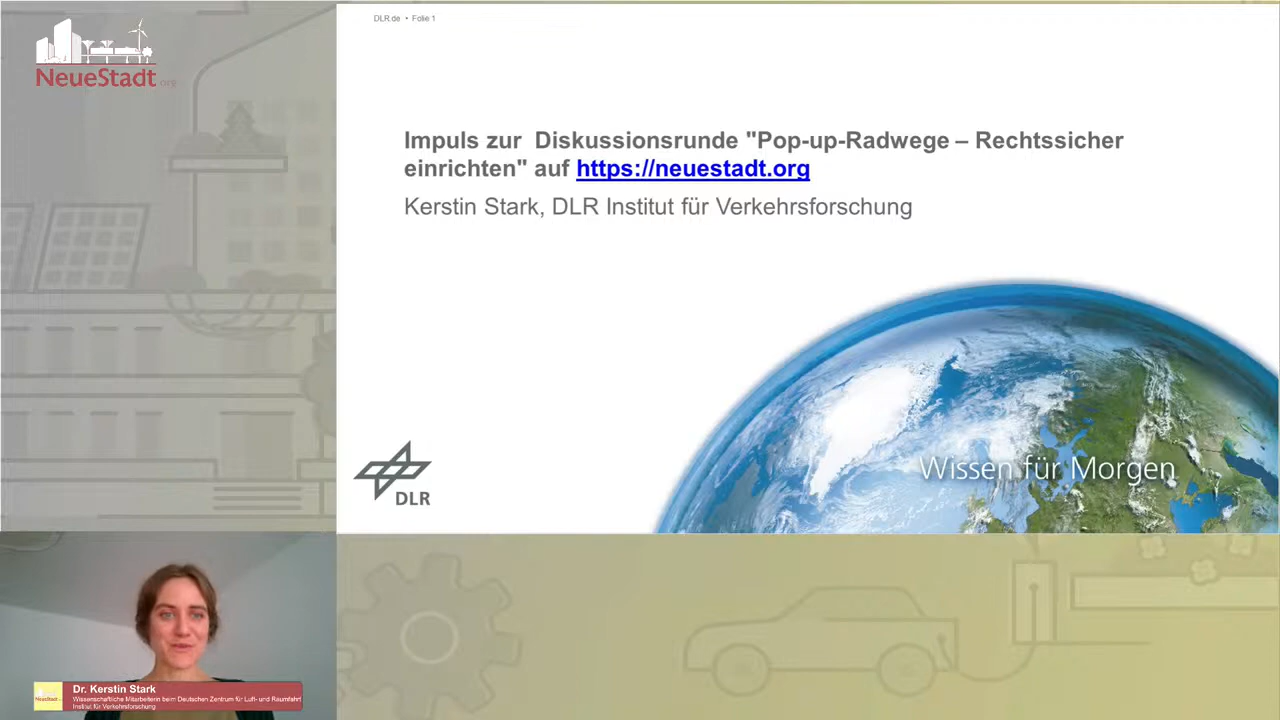 DLR.de • Folie 1
NeueStadt.org
Impuls zur Diskussionsrunde "Pop-up-Radwege – Rechtssicher
einrichten" auf https://neuestadt.org
Kerstin Stark, DLR Institut für Verkehrsforschung
Wissen für Morgen
DLR
Dr. Kerstin Stark
NeueStadt
Wissenschaftliche Mitarbeiterin beim Deutschen Zentrum für Luft- und Raumfahrt
Institut für Verkehrsforschung